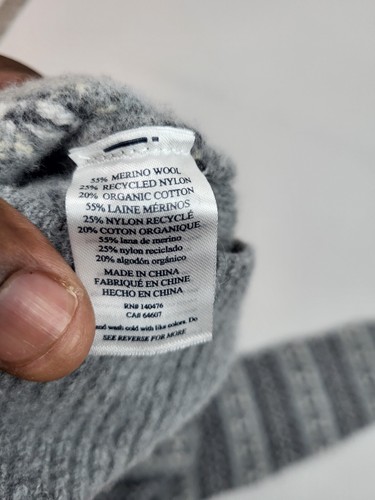 55% MERINO WOOL
25% RECYCLED NYLON
20% ORGANIC COTTON
55% LAINE MÉRINOS
25% NYLON RECYCLÉ
20% COTON ORGANIQUE
55% lana de merino
25% nylon reciclado
20% algodón orgánico
MADE IN CHINA
FABRIQUÉ EN CHINE
HECHO EN CHINA
RN# 140476
CA# 64607
and wash cold with like colors. Do
SEE REVERSE FOR MORE